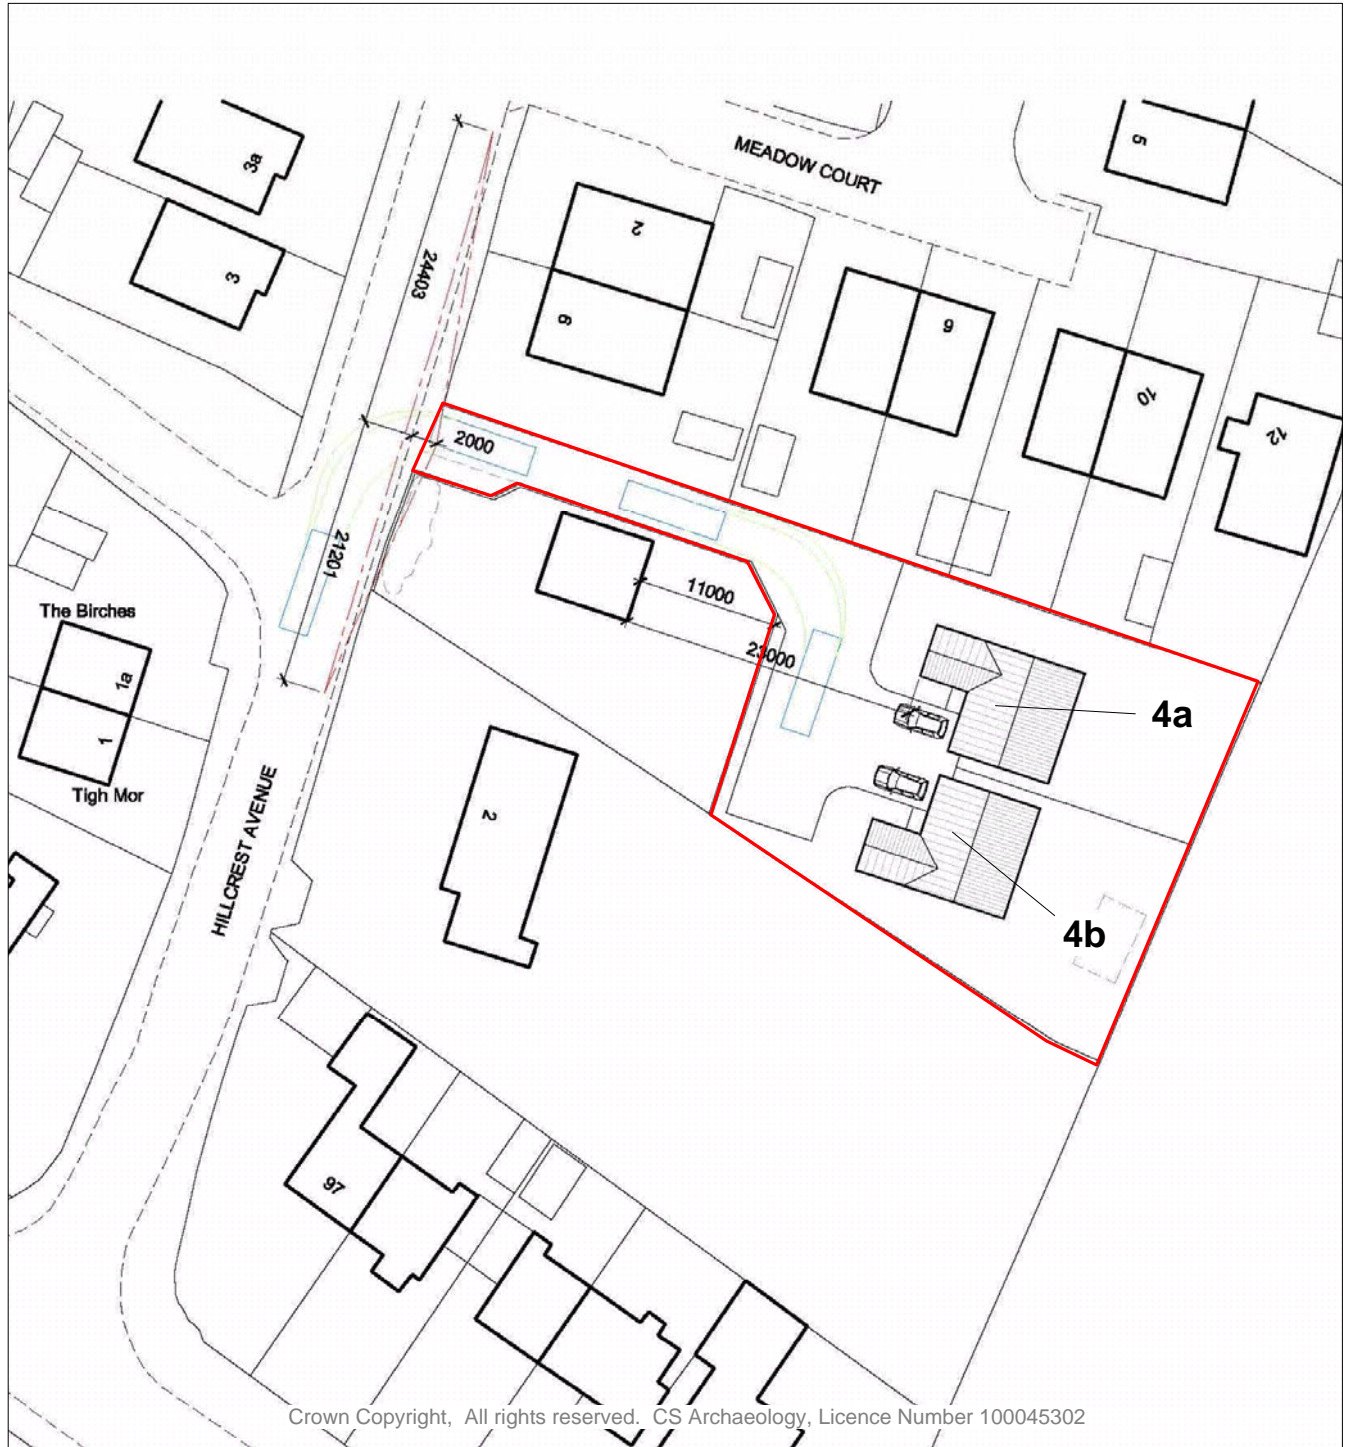 MEADOW COURT
5
3a
2
24403
3
6
9
10
12
2000
21201
11000
The Birches
23000
1a
4a
1
Tigh Mor
2
HILLCREST AVENUE
4b
97
Crown Copyright, All rights reserved. CS Archaeology, Licence Number 100045302